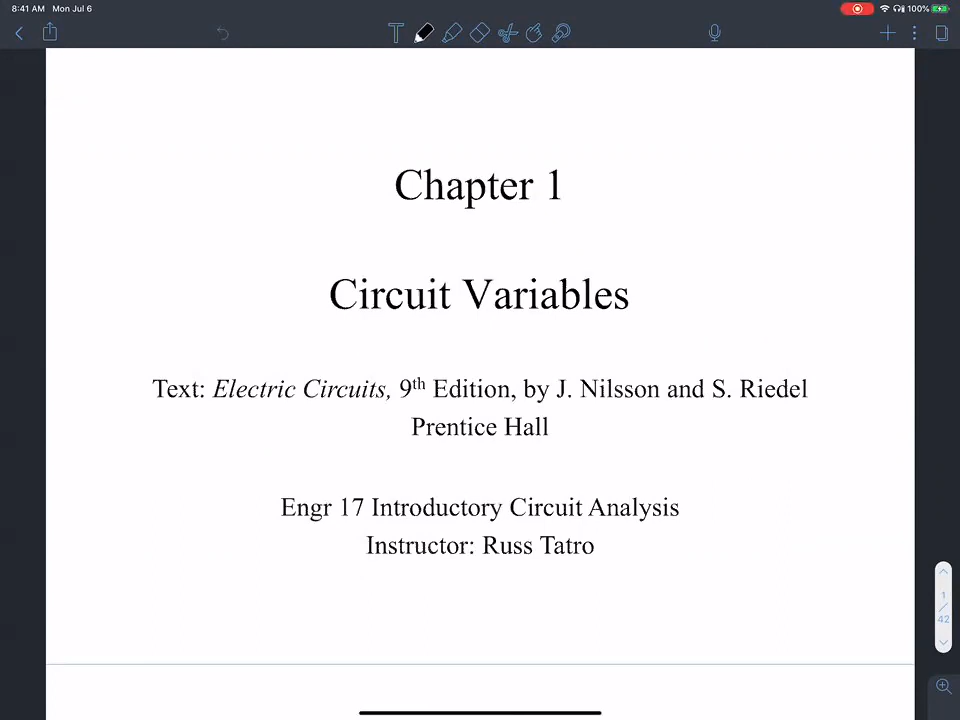 8:41 AM Mon Jul 6
100%
T
Chapter 1
Circuit Variables
Text: Electric Circuits, 9th Edition, by J. Nilsson and S. Riedel
Prentice Hall
Engr 17 Introductory Circuit Analysis
Instructor: Russ Tatro
1
/
42